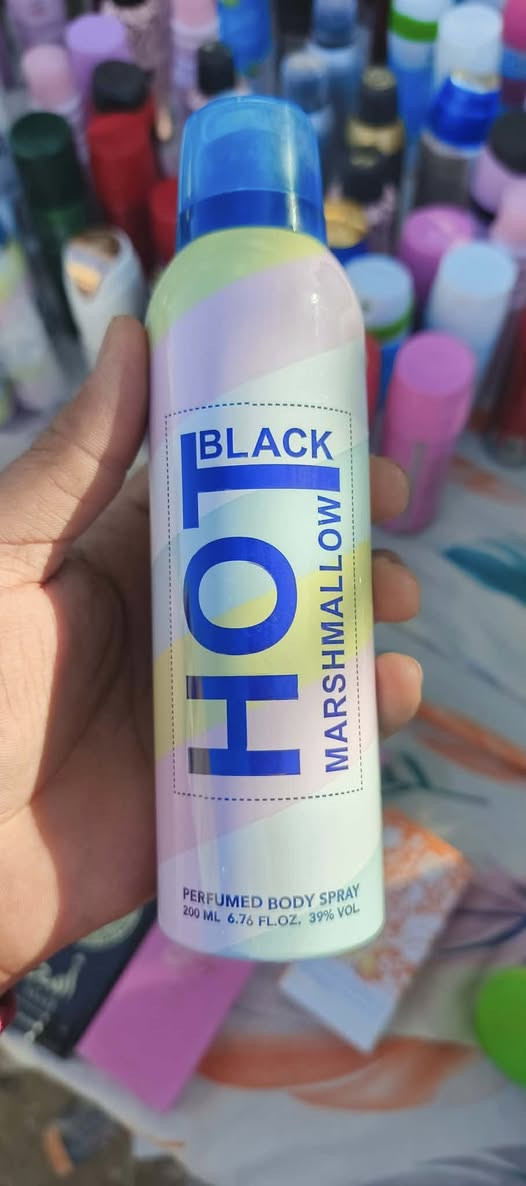 HOT
BLACK
MARSHMALLOW
PERFUMED BODY SPRAY
200 ML 6.76 FL.OZ. 39% VOL